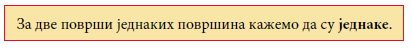 За две површи једнаких површина кажемо да су једнаке.